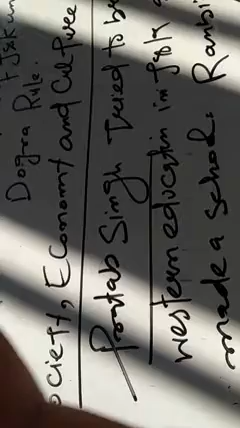 Dogra Rule.
ociety, Economy and Culture
Pratab Singh Tried to b
western education in J&K
made a school. Ranbi